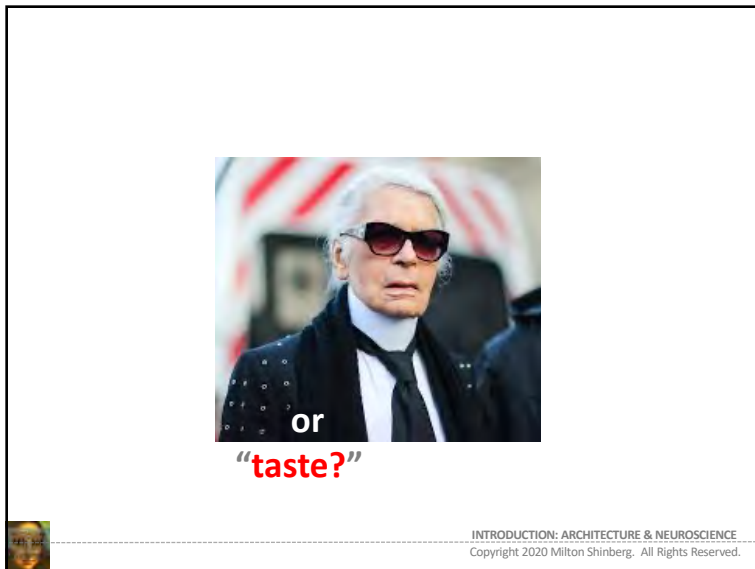 or
“taste?”
INTRODUCTION: ARCHITECTURE & NEUROSCIENCE
Copyright 2020 Milton Shinberg. All Rights Reserved.